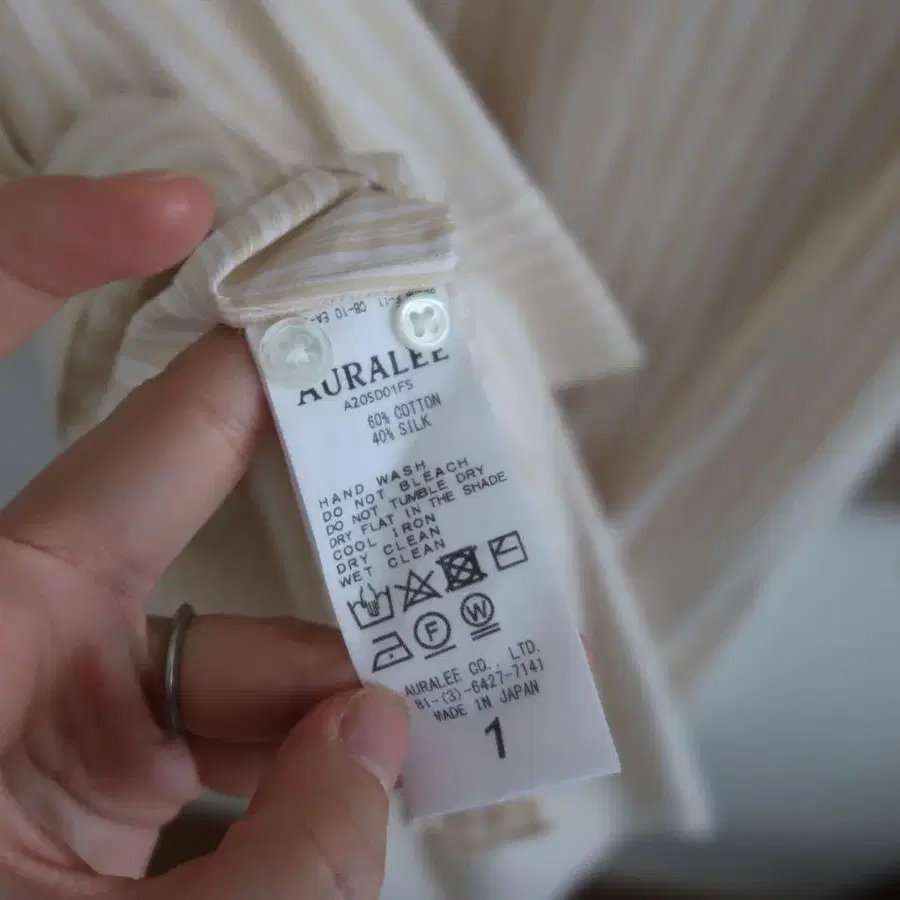 AURALEE
A20SD01FS
60% COTTON
40% SILK
HAND WASH
DO NOT BLEACH
DO NOT TUMBLE DRY
DRY FLAT IN THE SHADE
COOL IRON
DRY CLEAN
WET CLEAN
F W
AURALEE CO., LTD.
81-(3)-6427-7141
MADE IN JAPAN
1